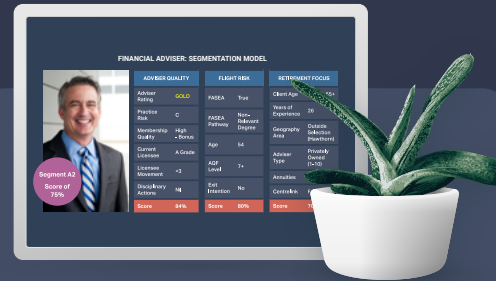 FINANCIAL ADVISER: SEGMENTATION MODEL
ADVISER QUALITY
Adviser Rating GOLD
Practice Risk C
Membership Quality High - Bonus
Current Licensee A Grade
Licensee Movement <3
Disciplinary Actions Nil
Score 84%
FLIGHT RISK
FASEA True
FASEA Pathway Non-Relevant Degree
Age 54
AQF Level 7+
Exit Intention No
Score 80%
RETIREMENT FOCUS
Client Age 55+
Years of Experience 26
Geography Area Outside Selection (Hawthorn)
Adviser Type Privately Owned (1-10)
Annuities
Centrelink
Score
Segment A2
Score of
75%